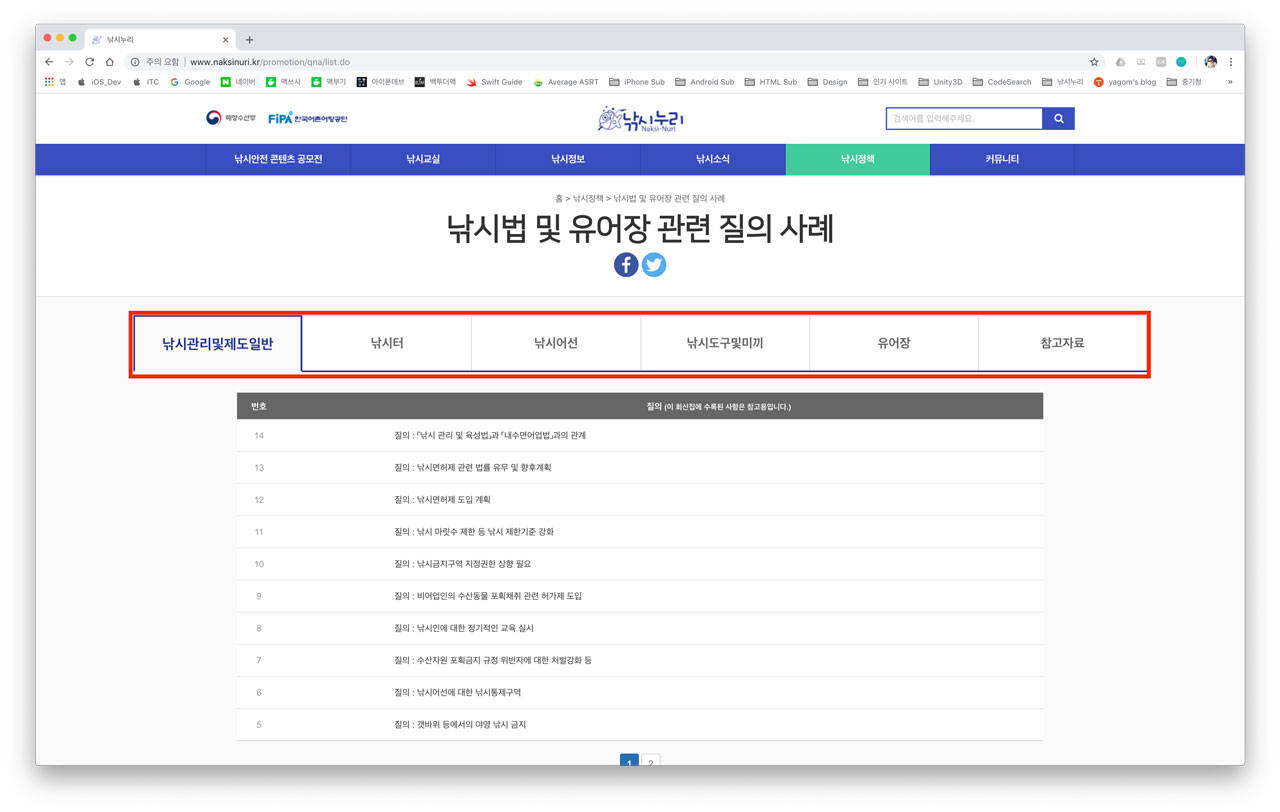 낚시누리
주의 요함 | www.naksinuri.kr/promotion/qna/list.do
앱 iOS_Dev ITC Google 네이버 맥쓰사 맥부기 아이폰데브 백투더맥 Swift Guide Average ASRT iPhone Sub Android Sub HTML Sub Design 인기 사이트 Unity3D CodeSearch 낚시누리 yagom's blog 중기청 »
해양수산부 FiPA 한국어촌어항공단 낚시누리 Naksi-Nuri 검색어를 입력해주세요.
낚시안전 콘텐츠 공모전 낚시교실 낚시정보 낚시소식 낚시정책 커뮤니티
홈 > 낚시정책 > 낚시법 및 유어장 관련 질의 사례
낚시법 및 유어장 관련 질의 사례
낚시관리및제도일반 낚시터 낚시어선 낚시도구및미끼 유어장 참고자료
번호 질의 (이 회신집에 수록된 사항은 참고용입니다.)
14 질의 : 「낚시 관리 및 육성법」과 「내수면어업법」과의 관계
13 질의 : 낚시면허제 관련 법률 유무 및 향후계획
12 질의 : 낚시면허제 도입 계획
11 질의 : 낚시 마릿수 제한 등 낚시 제한기준 강화
10 질의 : 낚시금지구역 지정권한 상향 필요
9 질의 : 비어업인의 수산동물 포획채취 관련 허가제 도입
8 질의 : 낚시인에 대한 정기적인 교육 실시
7 질의 : 수산자원 포획금지 규정 위반자에 대한 처벌강화 등
6 질의 : 낚시어선에 대한 낚시통제구역
5 질의 : 갯바위 등에서의 야영 낚시 금지
1 2